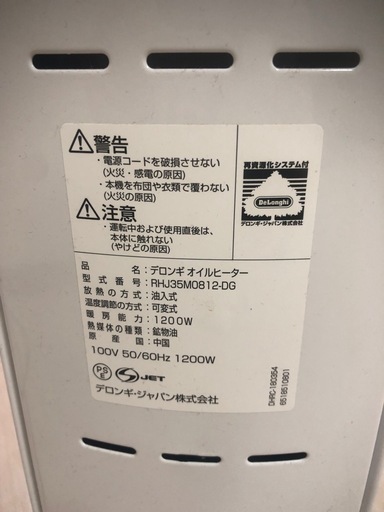 警告
・電源コードを破損させない
(火災・感電の原因)
・本機を布団や衣類で覆わない
(火災の原因)
注意
・運転中および使用直後は、
本体に触れない
(やけどの原因)
再資源化システム付
DeLonghi
デロンギ・ジャパン株式会社
品名:デロンギ オイルヒーター
型式番号:RHJ35M0812-DG
放熱の方式:油入式
温度調節の方式:可変式
暖房能力:1200W
熱媒体の種類:鉱物油
原産国:中国
100V 50/60Hz 1200W
PSE
JET
デロンギ・ジャパン株式会社
DHRC-180354
6518510801